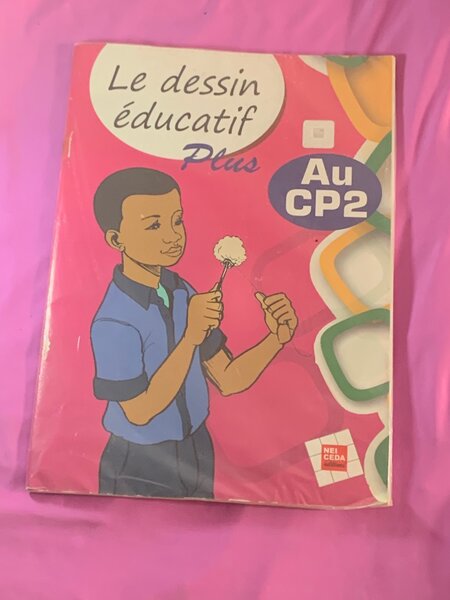 Le dessin
éducatif
Plus
Au
CP2
NEI
CEDA